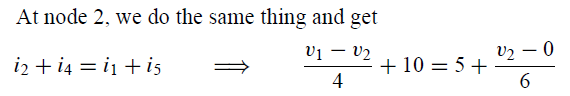 At node 2, we do the same thing and get
i₂ + i₄ = i₁ + i₅ ⟹ (v₁ − v₂)/4 + 10 = 5 + (v₂ − 0)/6